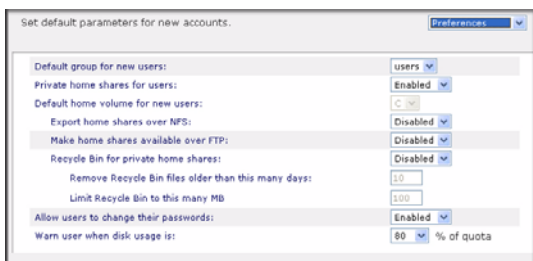 Set default parameters for new accounts. Preferences
Default group for new users: users
Private home shares for users: Enabled
Default home volume for new users: C
Export home shares over NFS: Disabled
Make home shares available over FTP: Disabled
Recycle Bin for private home shares: Disabled
Remove Recycle Bin files older than this many days: 10
Limit Recycle Bin to this many MB 100
Allow users to change their passwords: Enabled
Warn user when disk usage is: 80 % of quota